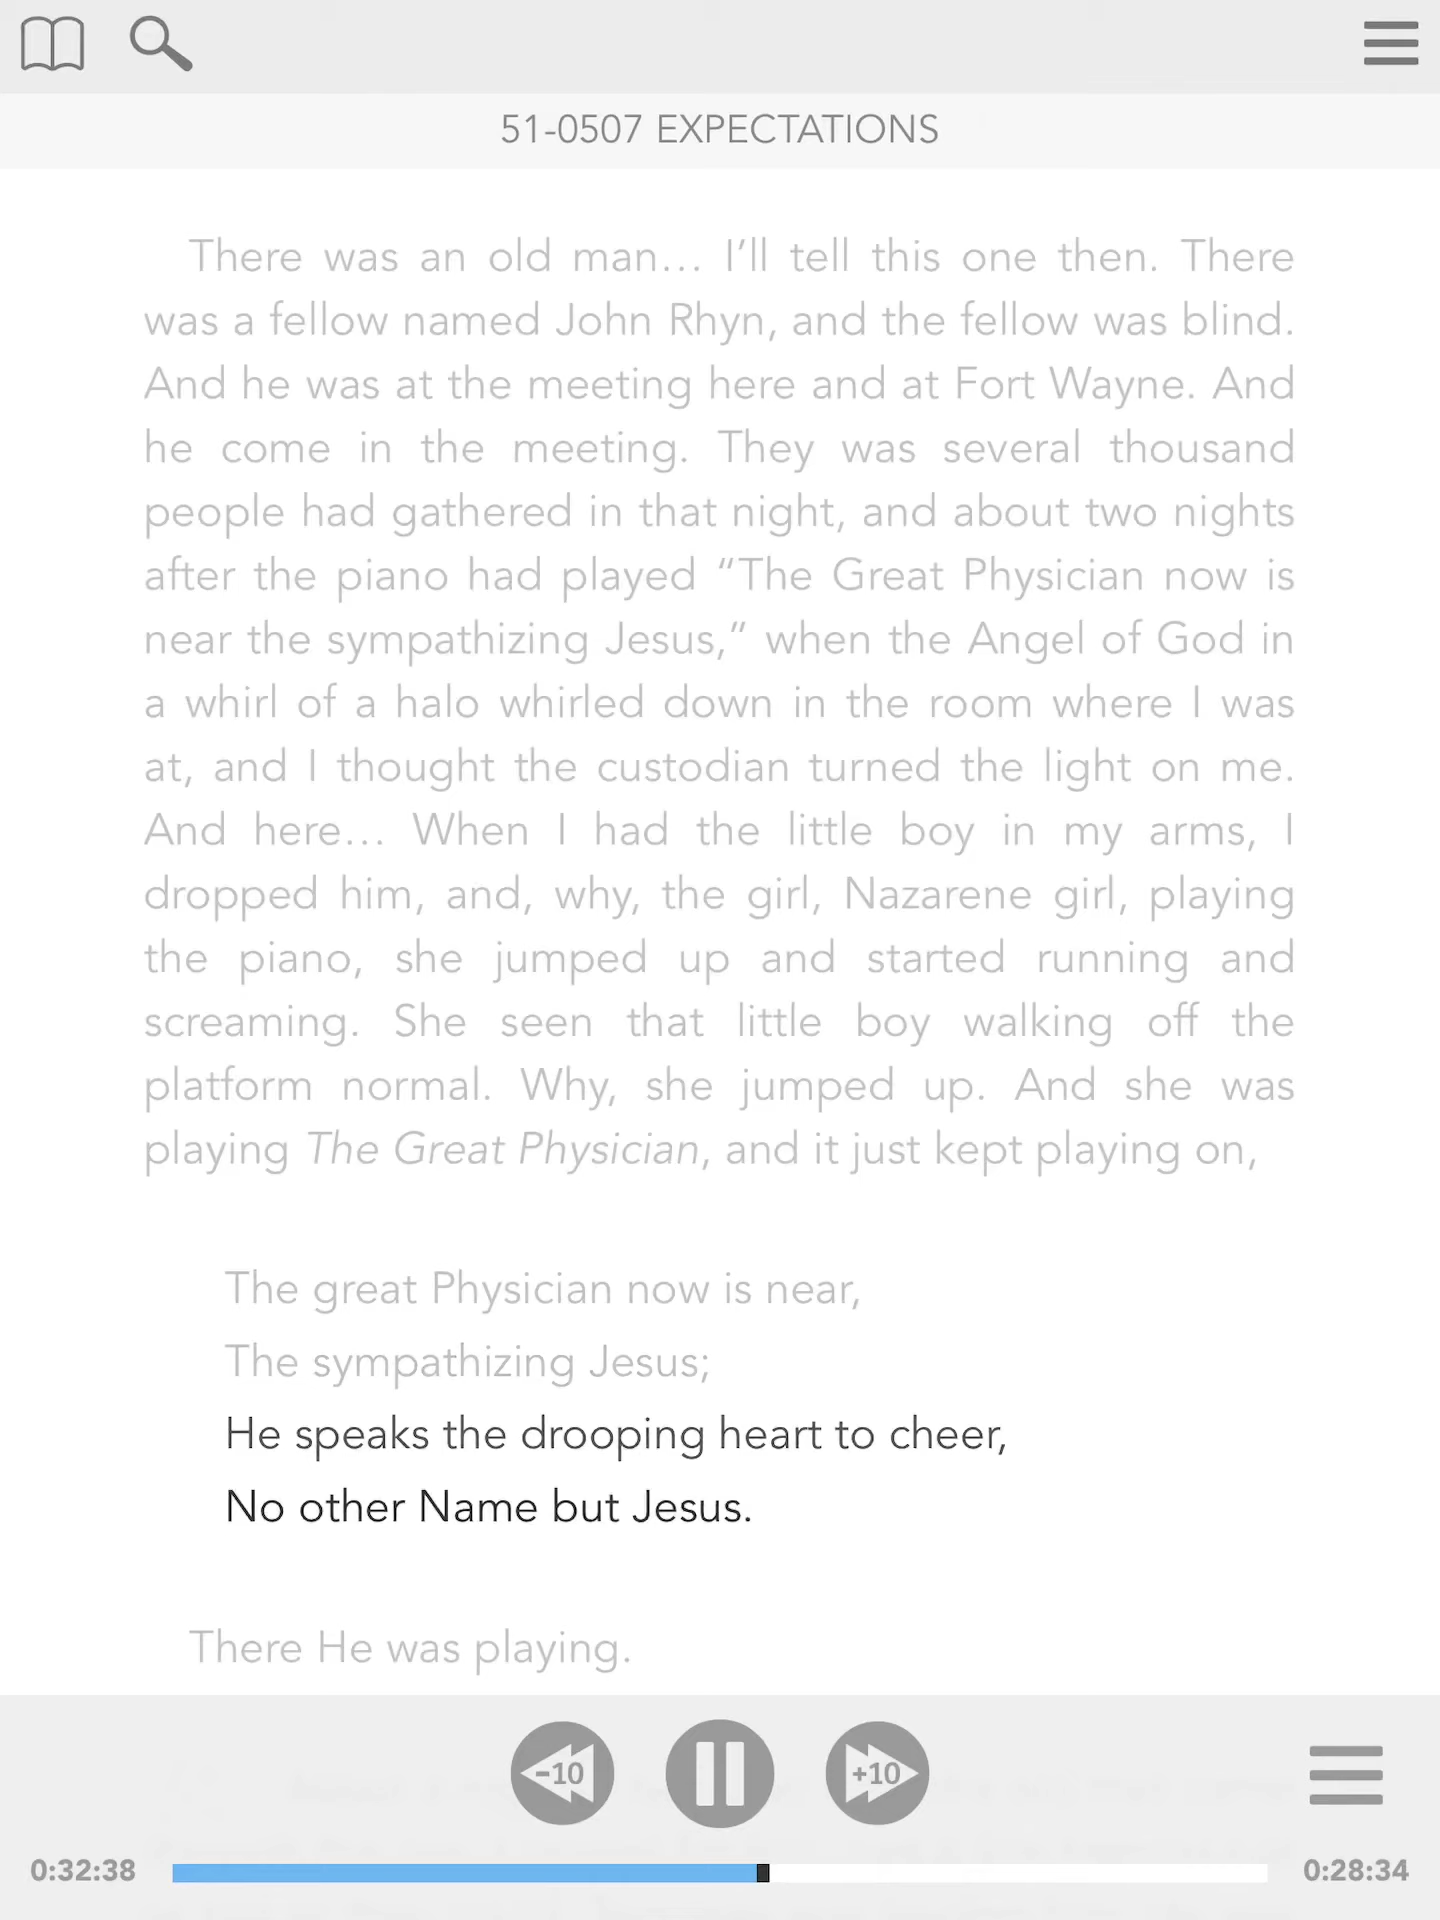 51-0507 EXPECTATIONS
There was an old man… I’ll tell this one then. There
was a fellow named John Rhyn, and the fellow was blind.
And he was at the meeting here and at Fort Wayne. And
he come in the meeting. They was several thousand
people had gathered in that night, and about two nights
after the piano had played “The Great Physician now is
near the sympathizing Jesus,” when the Angel of God in
a whirl of a halo whirled down in the room where I was
at, and I thought the custodian turned the light on me.
And here… When I had the little boy in my arms, I
dropped him, and, why, the girl, Nazarene girl, playing
the piano, she jumped up and started running and
screaming. She seen that little boy walking off the
platform normal. Why, she jumped up. And she was
playing The Great Physician, and it just kept playing on,
The great Physician now is near,
The sympathizing Jesus;
He speaks the drooping heart to cheer,
No other Name but Jesus.
There He was playing.
-10 +10
0:32:38 0:28:34